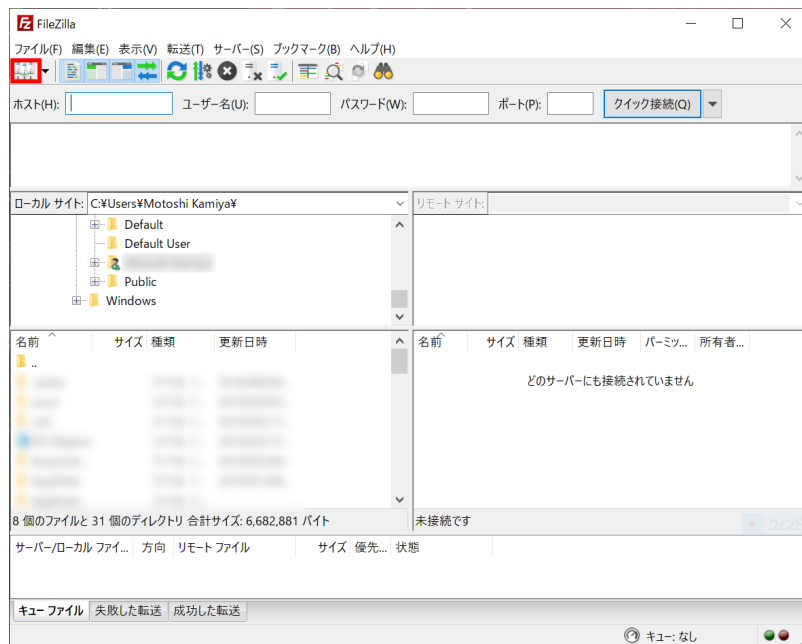 FileZilla
ファイル(F) 編集(E) 表示(V) 転送(T) サーバー(S) ブックマーク(B) ヘルプ(H)
ホスト(H): ユーザー名(U): パスワード(W): ポート(P): クイック接続(Q)
ローカル サイト: C:¥Users¥Motoshi Kamiya¥
リモート サイト:
Default
Default User
Public
Windows
名前 サイズ 種類 更新日時
..
8 個のファイルと 31 個のディレクトリ 合計サイズ: 6,682,881 バイト
名前 サイズ 種類 更新日時 パーミッ... 所有者...
どのサーバーにも接続されていません
未接続です
サーバー/ローカル ファイ... 方向 リモート ファイル サイズ 優先... 状態
キュー ファイル 失敗した転送 成功した転送
キュー: なし